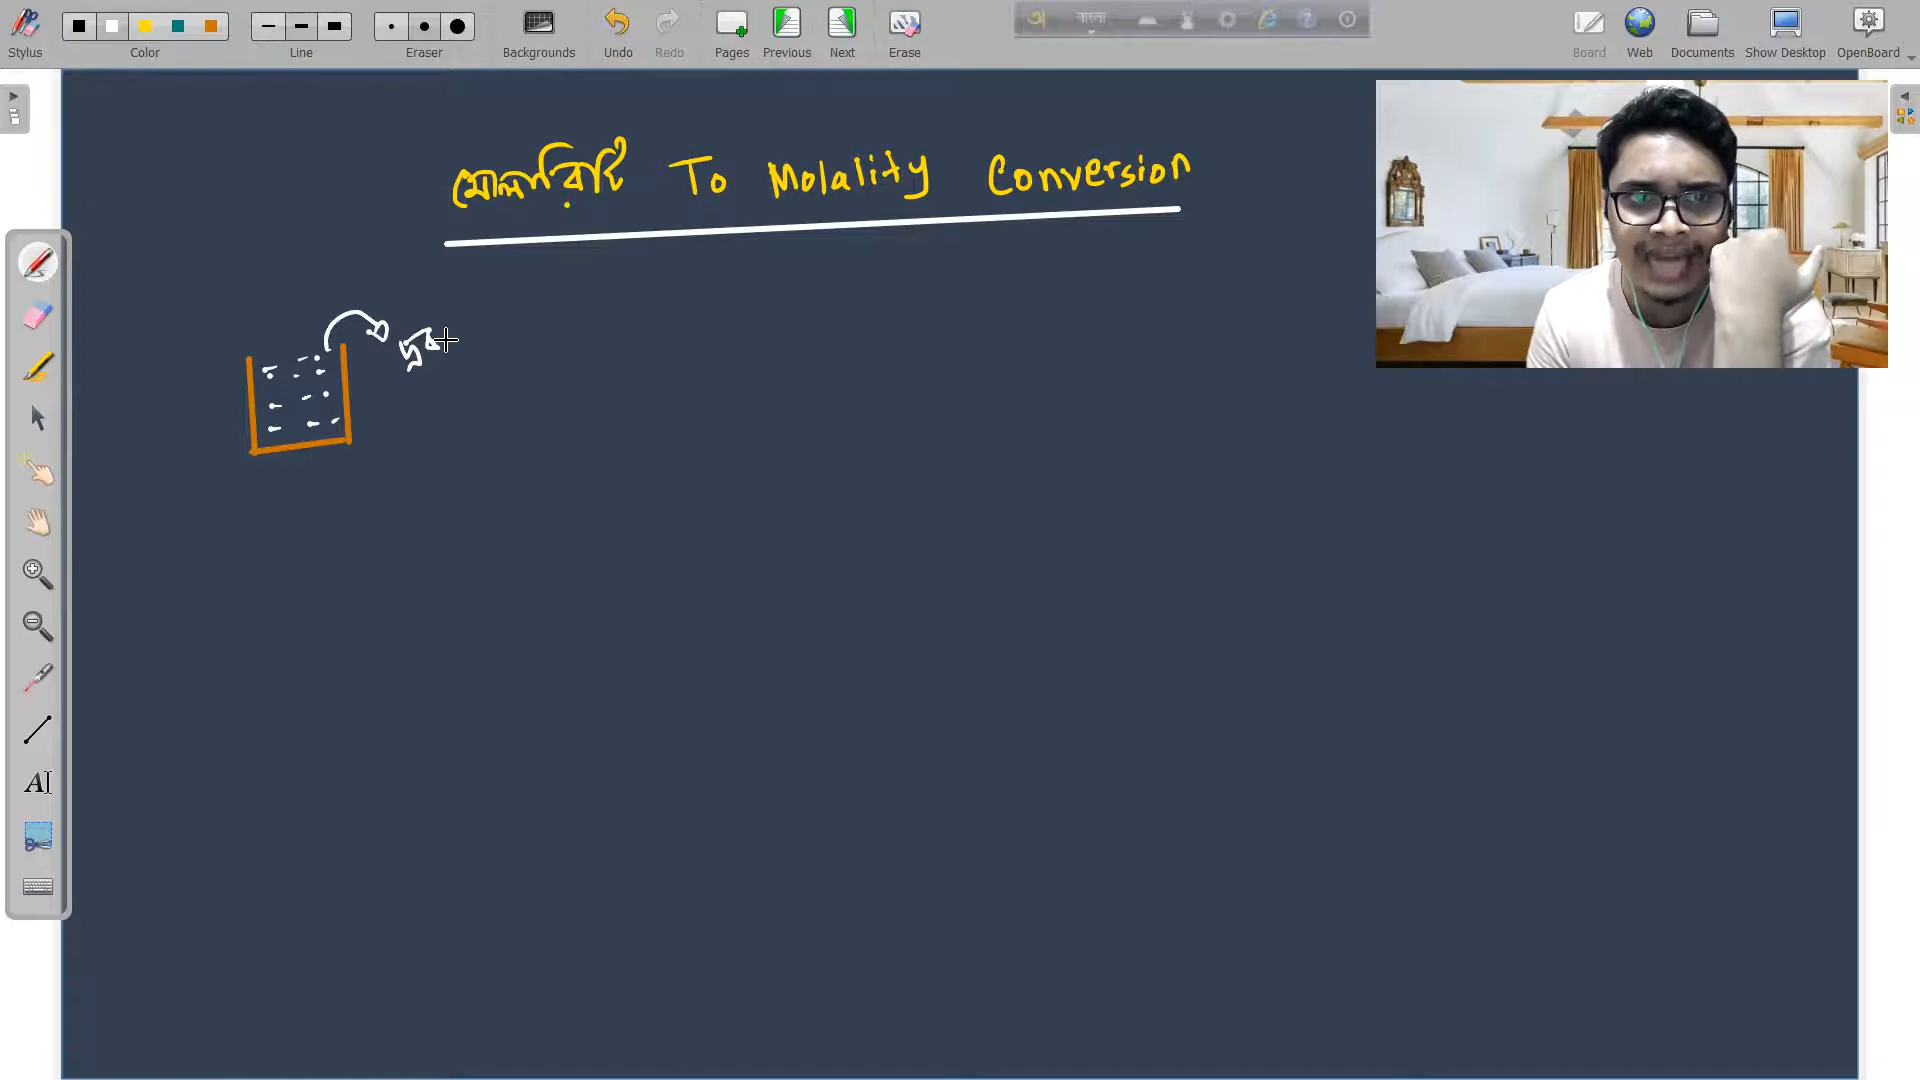 Stylus
Color
Line
Eraser
Backgrounds
Undo
Redo
Pages
Previous
Next
Erase
বাংলা
Board
Web
Documents
Show Desktop
OpenBoard
মোলারিটি To Molality Conversion
দ্রব